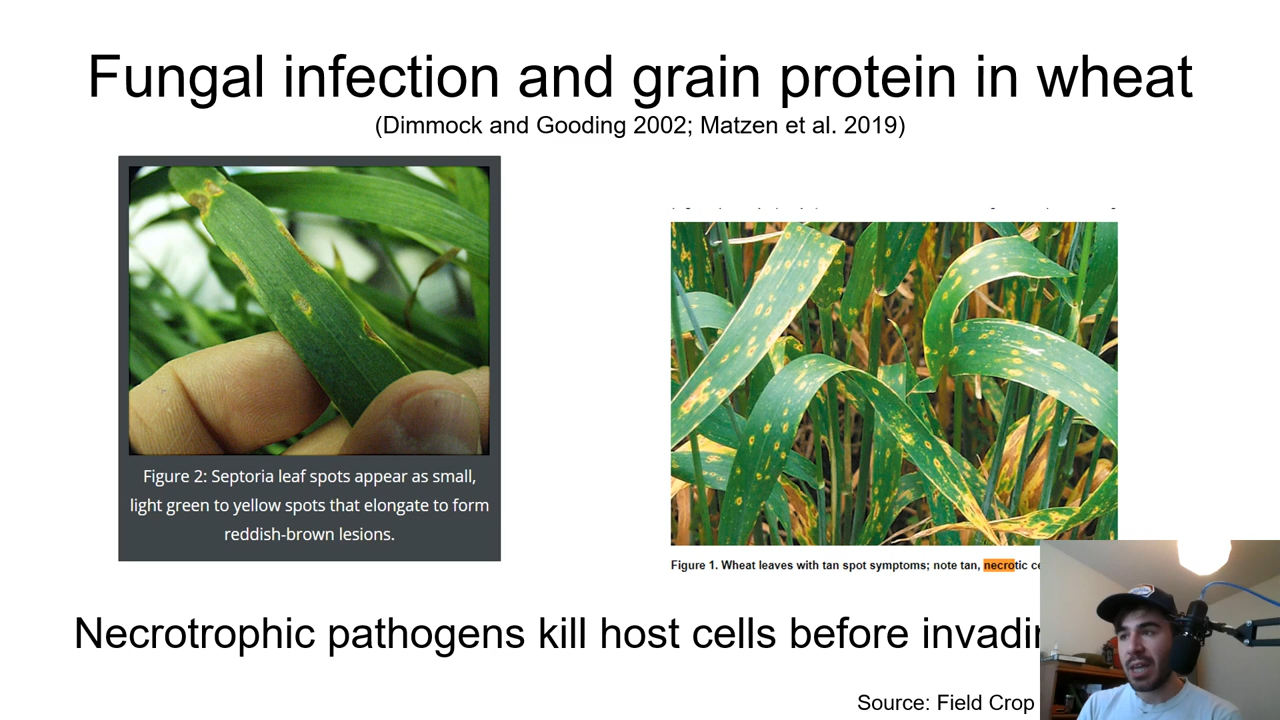 Fungal infection and grain protein in wheat
(Dimmock and Gooding 2002; Matzen et al. 2019)
Figure 2: Septoria leaf spots appear as small,
light green to yellow spots that elongate to form
reddish-brown lesions.
Figure 1. Wheat leaves with tan spot symptoms; note tan, necrotic
Necrotrophic pathogens kill host cells before
Source: Field Crop